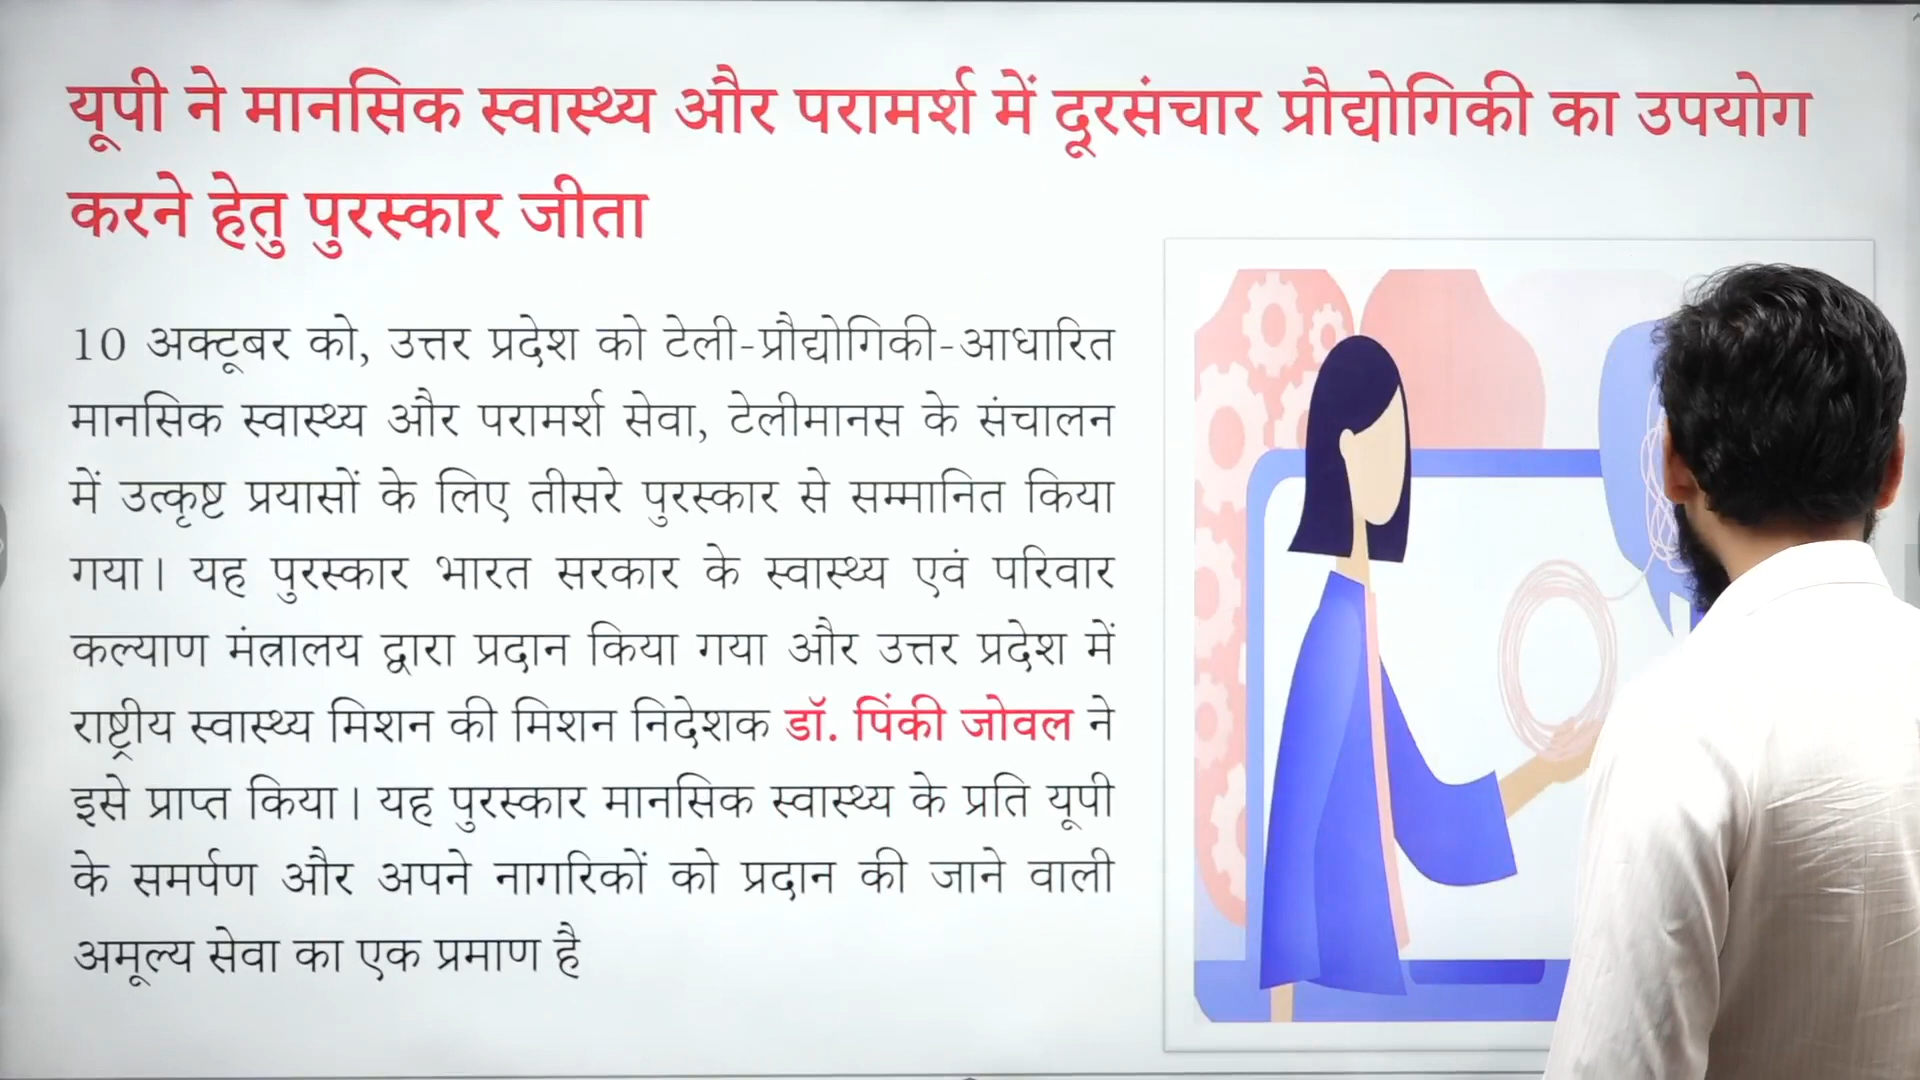 यूपी ने मानसिक स्वास्थ्य और परामर्श में दूरसंचार प्रौद्योगिकी का उपयोग
करने हेतु पुरस्कार जीता
10 अक्टूबर को, उत्तर प्रदेश को टेली-प्रौद्योगिकी-आधारित
मानसिक स्वास्थ्य और परामर्श सेवा, टेलीमानस के संचालन
में उत्कृष्ट प्रयासों के लिए तीसरे पुरस्कार से सम्मानित किया
गया। यह पुरस्कार भारत सरकार के स्वास्थ्य एवं परिवार
कल्याण मंत्रालय द्वारा प्रदान किया गया और उत्तर प्रदेश में
राष्ट्रीय स्वास्थ्य मिशन की मिशन निदेशक डॉ. पिंकी जोवल ने
इसे प्राप्त किया। यह पुरस्कार मानसिक स्वास्थ्य के प्रति यूपी
के समर्पण और अपने नागरिकों को प्रदान की जाने वाली
अमूल्य सेवा का एक प्रमाण है